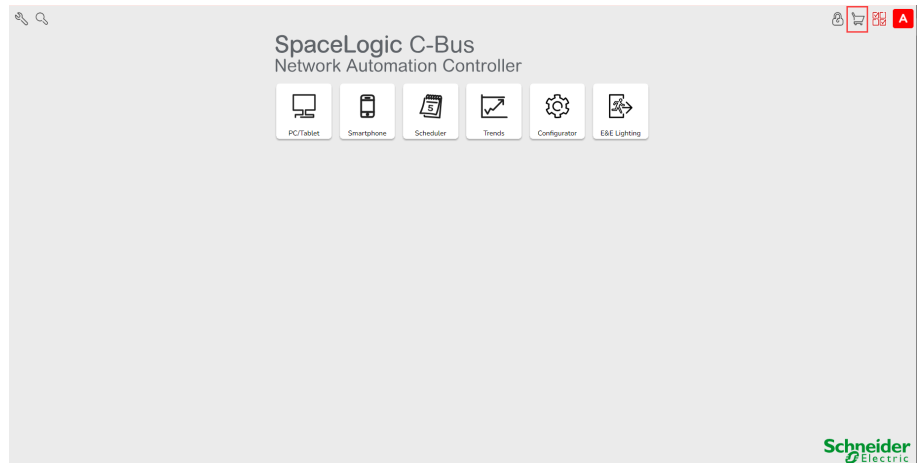 A
SpaceLogic C-Bus
Network Automation Controller
5
PC/Tablet
Smartphone
Scheduler
Trends
Configurator
E&E Lighting
Schneider
Electric